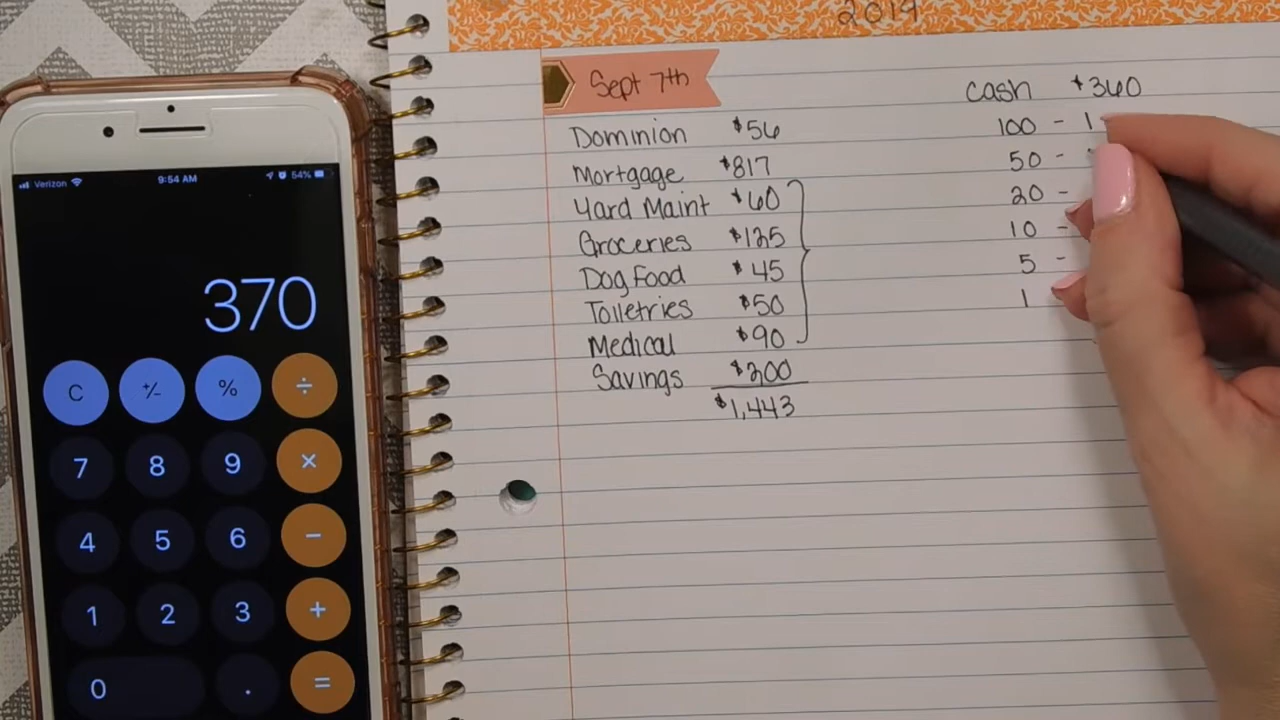 2019
Sept 7th
Dominion $56
Mortgage $817
Yard Maint $60
Groceries $125
Dog Food $45
Toiletries $50
Medical $90
Savings $200
$1,443
Cash $360
100 - 1
50 -
20 -
10 -
5 -
1
Verizon 9:54 AM 54%
370
C +/- % ÷
7 8 9 ×
4 5 6 −
1 2 3 +
0 . =